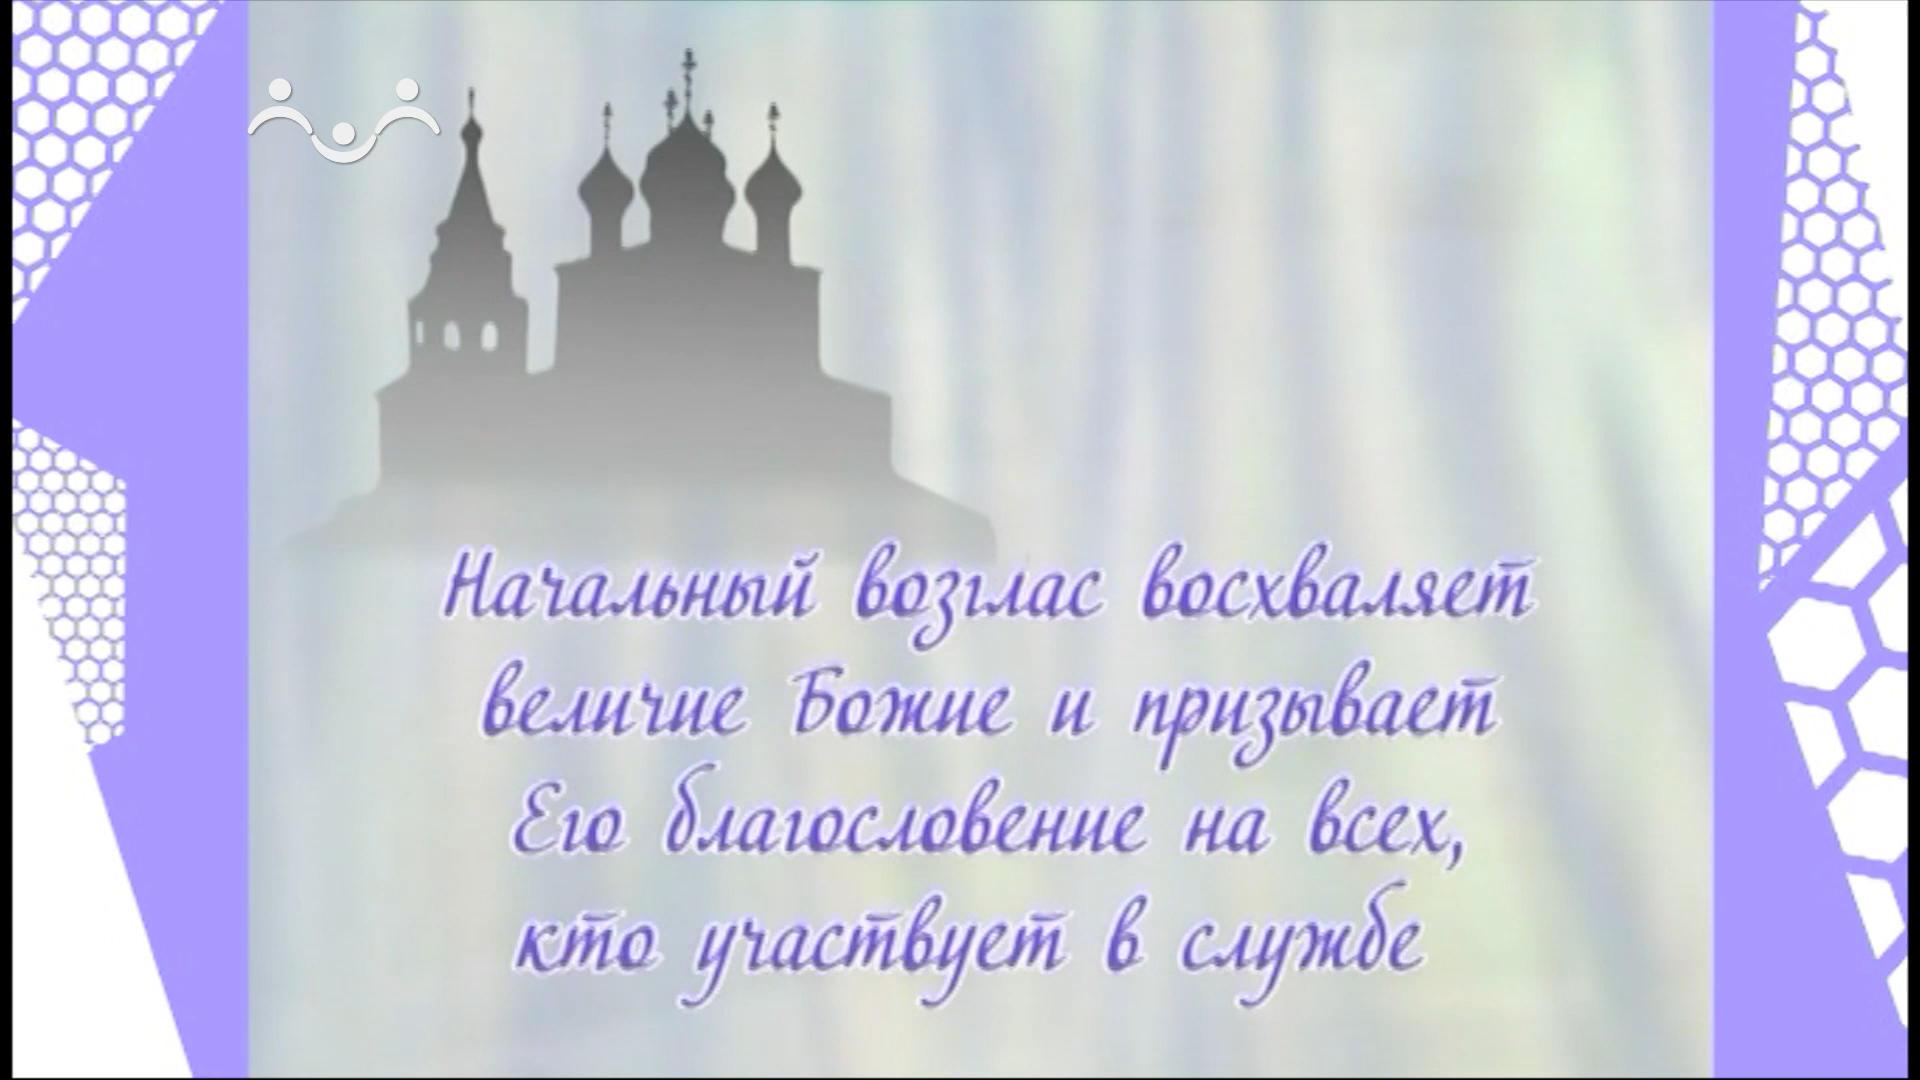 Начальный возглас восхваляет
величие Божие и призывает
Его благословение на всех,
кто участвует в службе